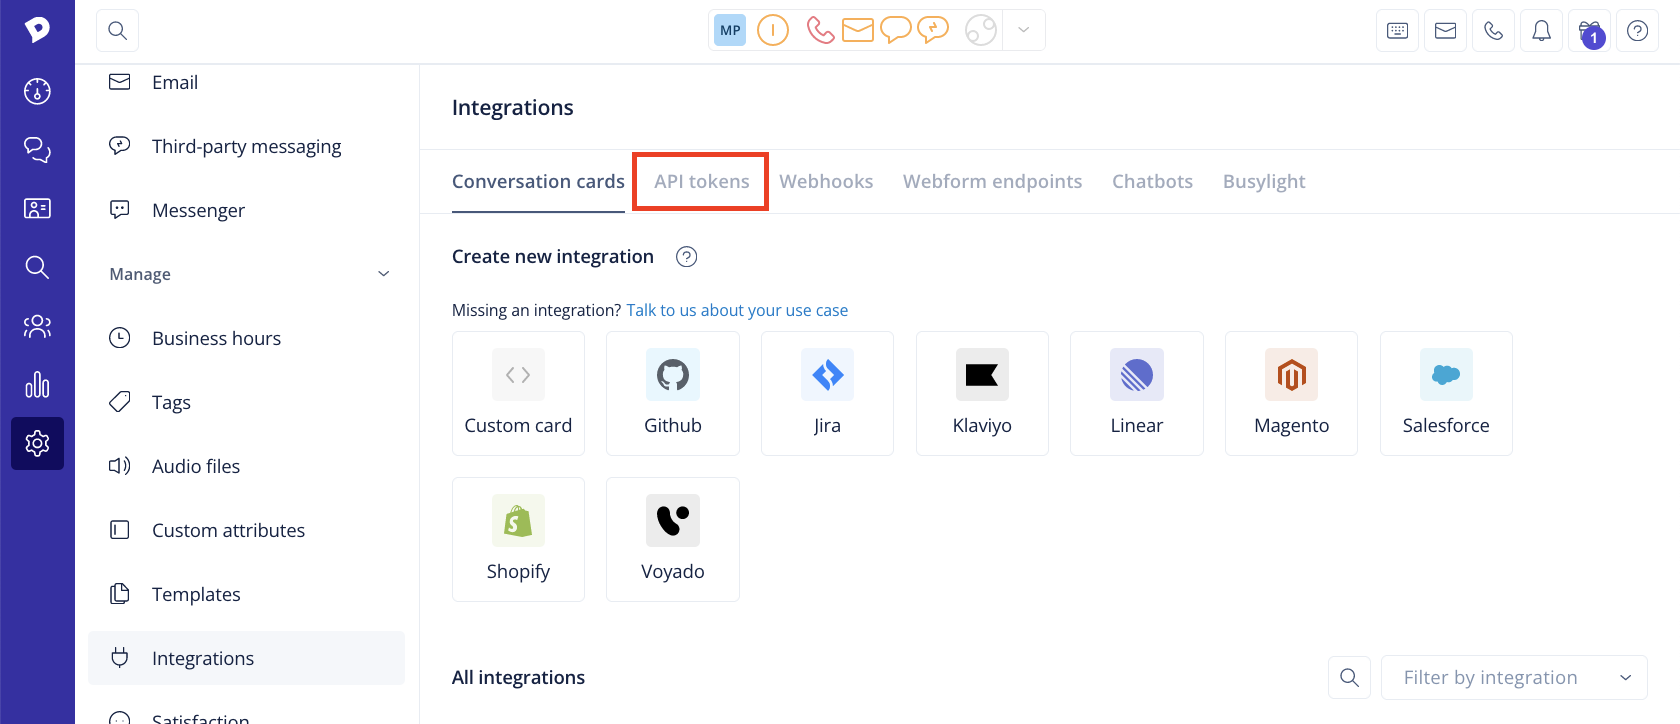 MP
1
Email
Third-party messaging
Messenger
Manage
Business hours
Tags
Audio files
Custom attributes
Templates
Integrations
Satisfaction
Integrations
Conversation cards API tokens Webhooks Webform endpoints Chatbots Busylight
Create new integration ?
Missing an integration? Talk to us about your use case
Custom card Github Jira Klaviyo Linear Magento Salesforce
Shopify Voyado
All integrations
Filter by integration